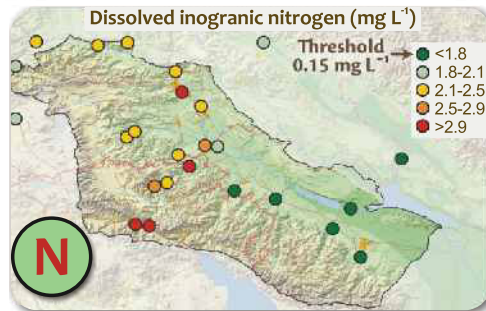 Dissolved inogranic nitrogen (mg L⁻¹)
Threshold
0.15 mg L⁻¹
<1.8
1.8-2.1
2.1-2.5
2.5-2.9
>2.9
N